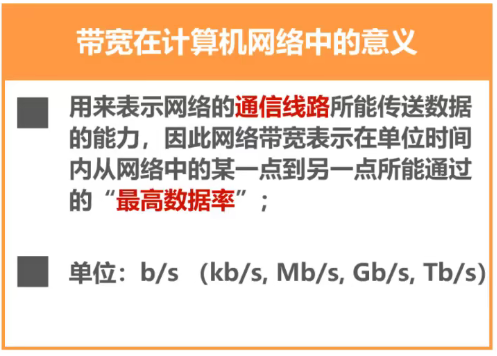 带宽在计算机网络中的意义
用来表示网络的通信线路所能传送数据
的能力，因此网络带宽表示在单位时间
内从网络中的某一点到另一点所能通过
的“最高数据率”；
单位：b/s （kb/s, Mb/s, Gb/s, Tb/s）